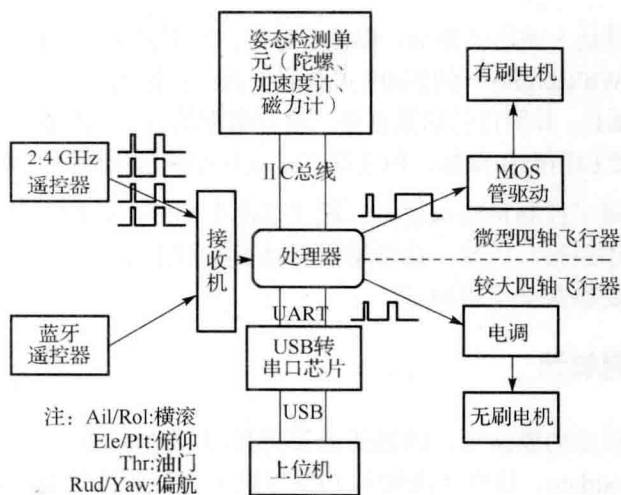 姿态检测单
元（陀螺、
加速度计、
磁力计）
有刷电机
2.4 GHz
遥控器
IIC总线
MOS
管驱动
接
收
机
处理器
微型四轴飞行器
较大四轴飞行器
蓝牙
遥控器
UART
USB转
串口芯片
电调
USB
无刷电机
上位机
注：Ail/Rol:横滚
Ele/Plt:俯仰
Thr:油门
Rud/Yaw:偏航